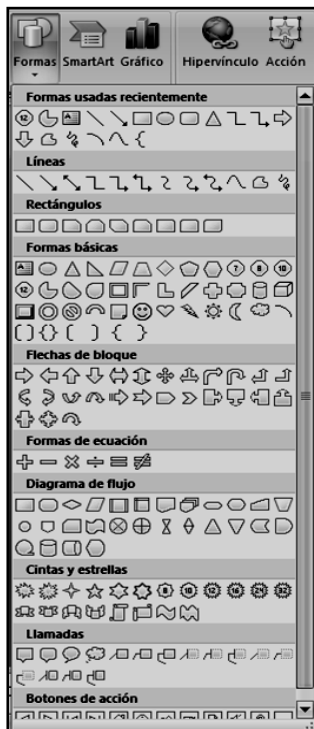 Formas SmartArt Gráfico Hipervínculo Acción
Formas usadas recientemente
Líneas
Rectángulos
Formas básicas
Flechas de bloque
Formas de ecuación
Diagrama de flujo
Cintas y estrellas
Llamadas
Botones de acción